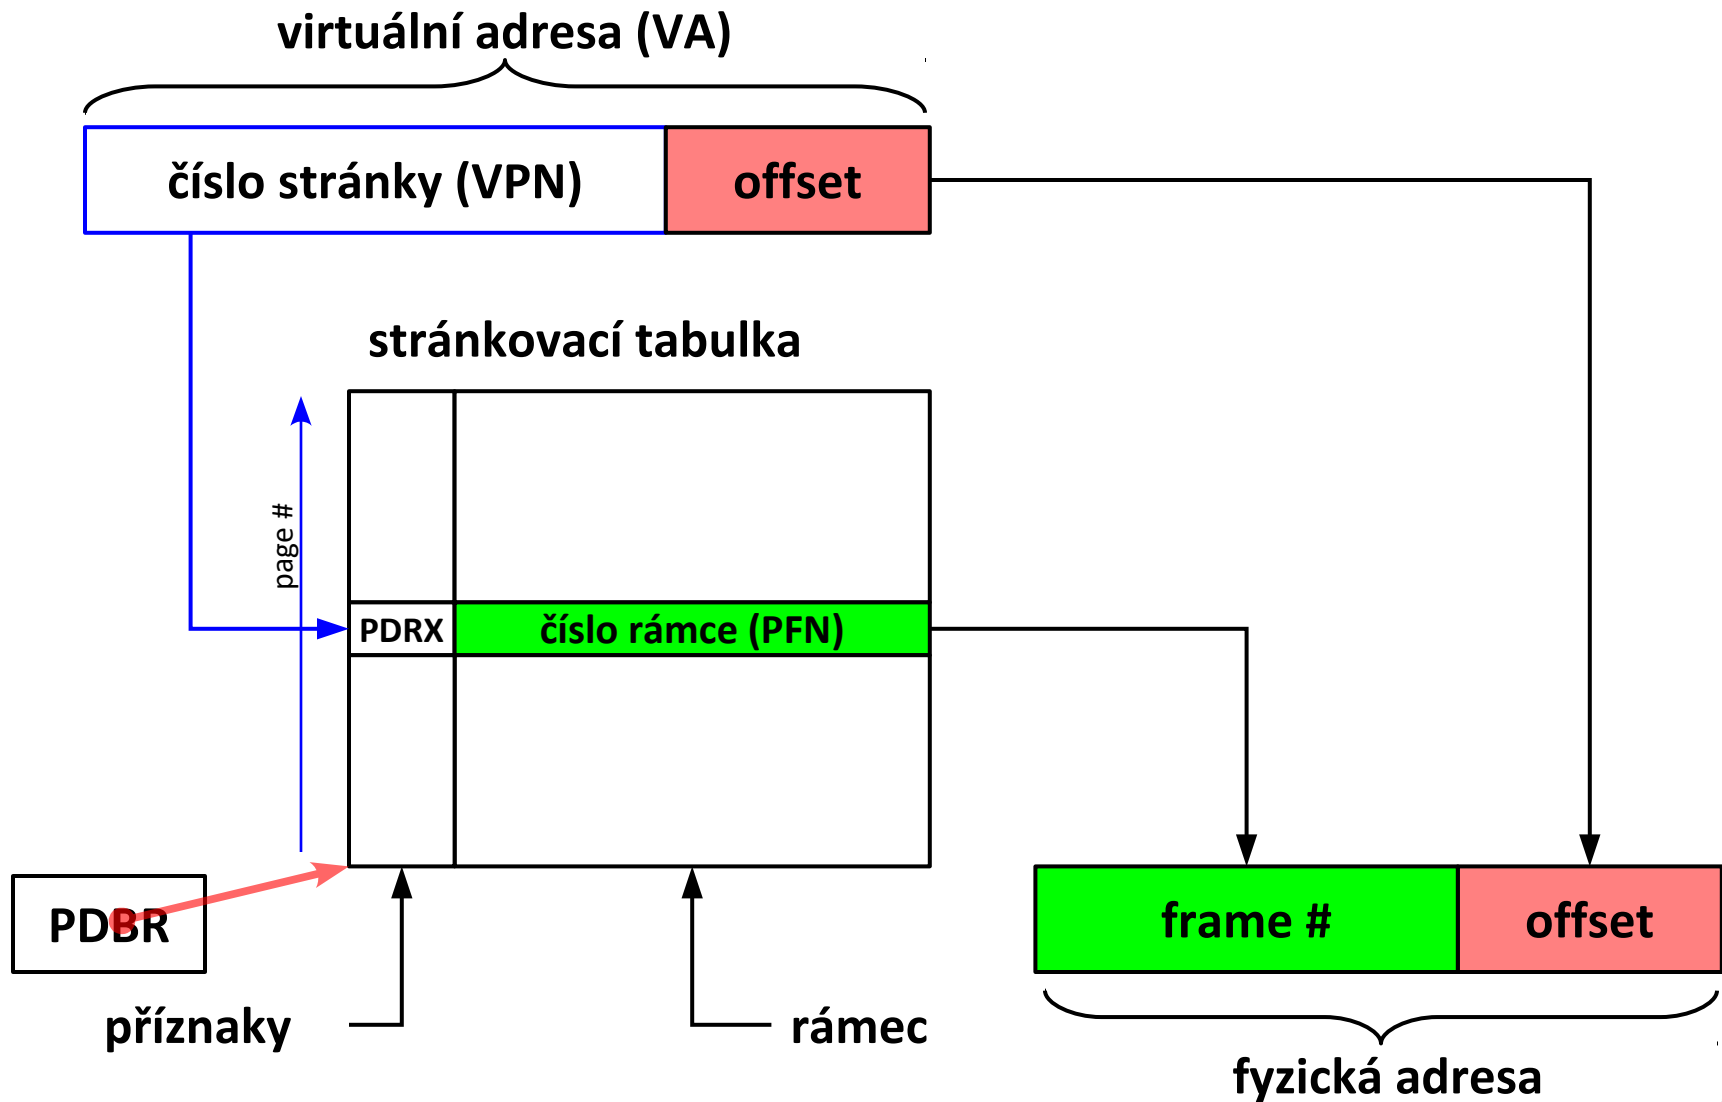 virtuální adresa (VA)
číslo stránky (VPN)
offset
stránkovací tabulka
page #
PDRX
číslo rámce (PFN)
PDBR
frame #
offset
příznaky
rámec
fyzická adresa